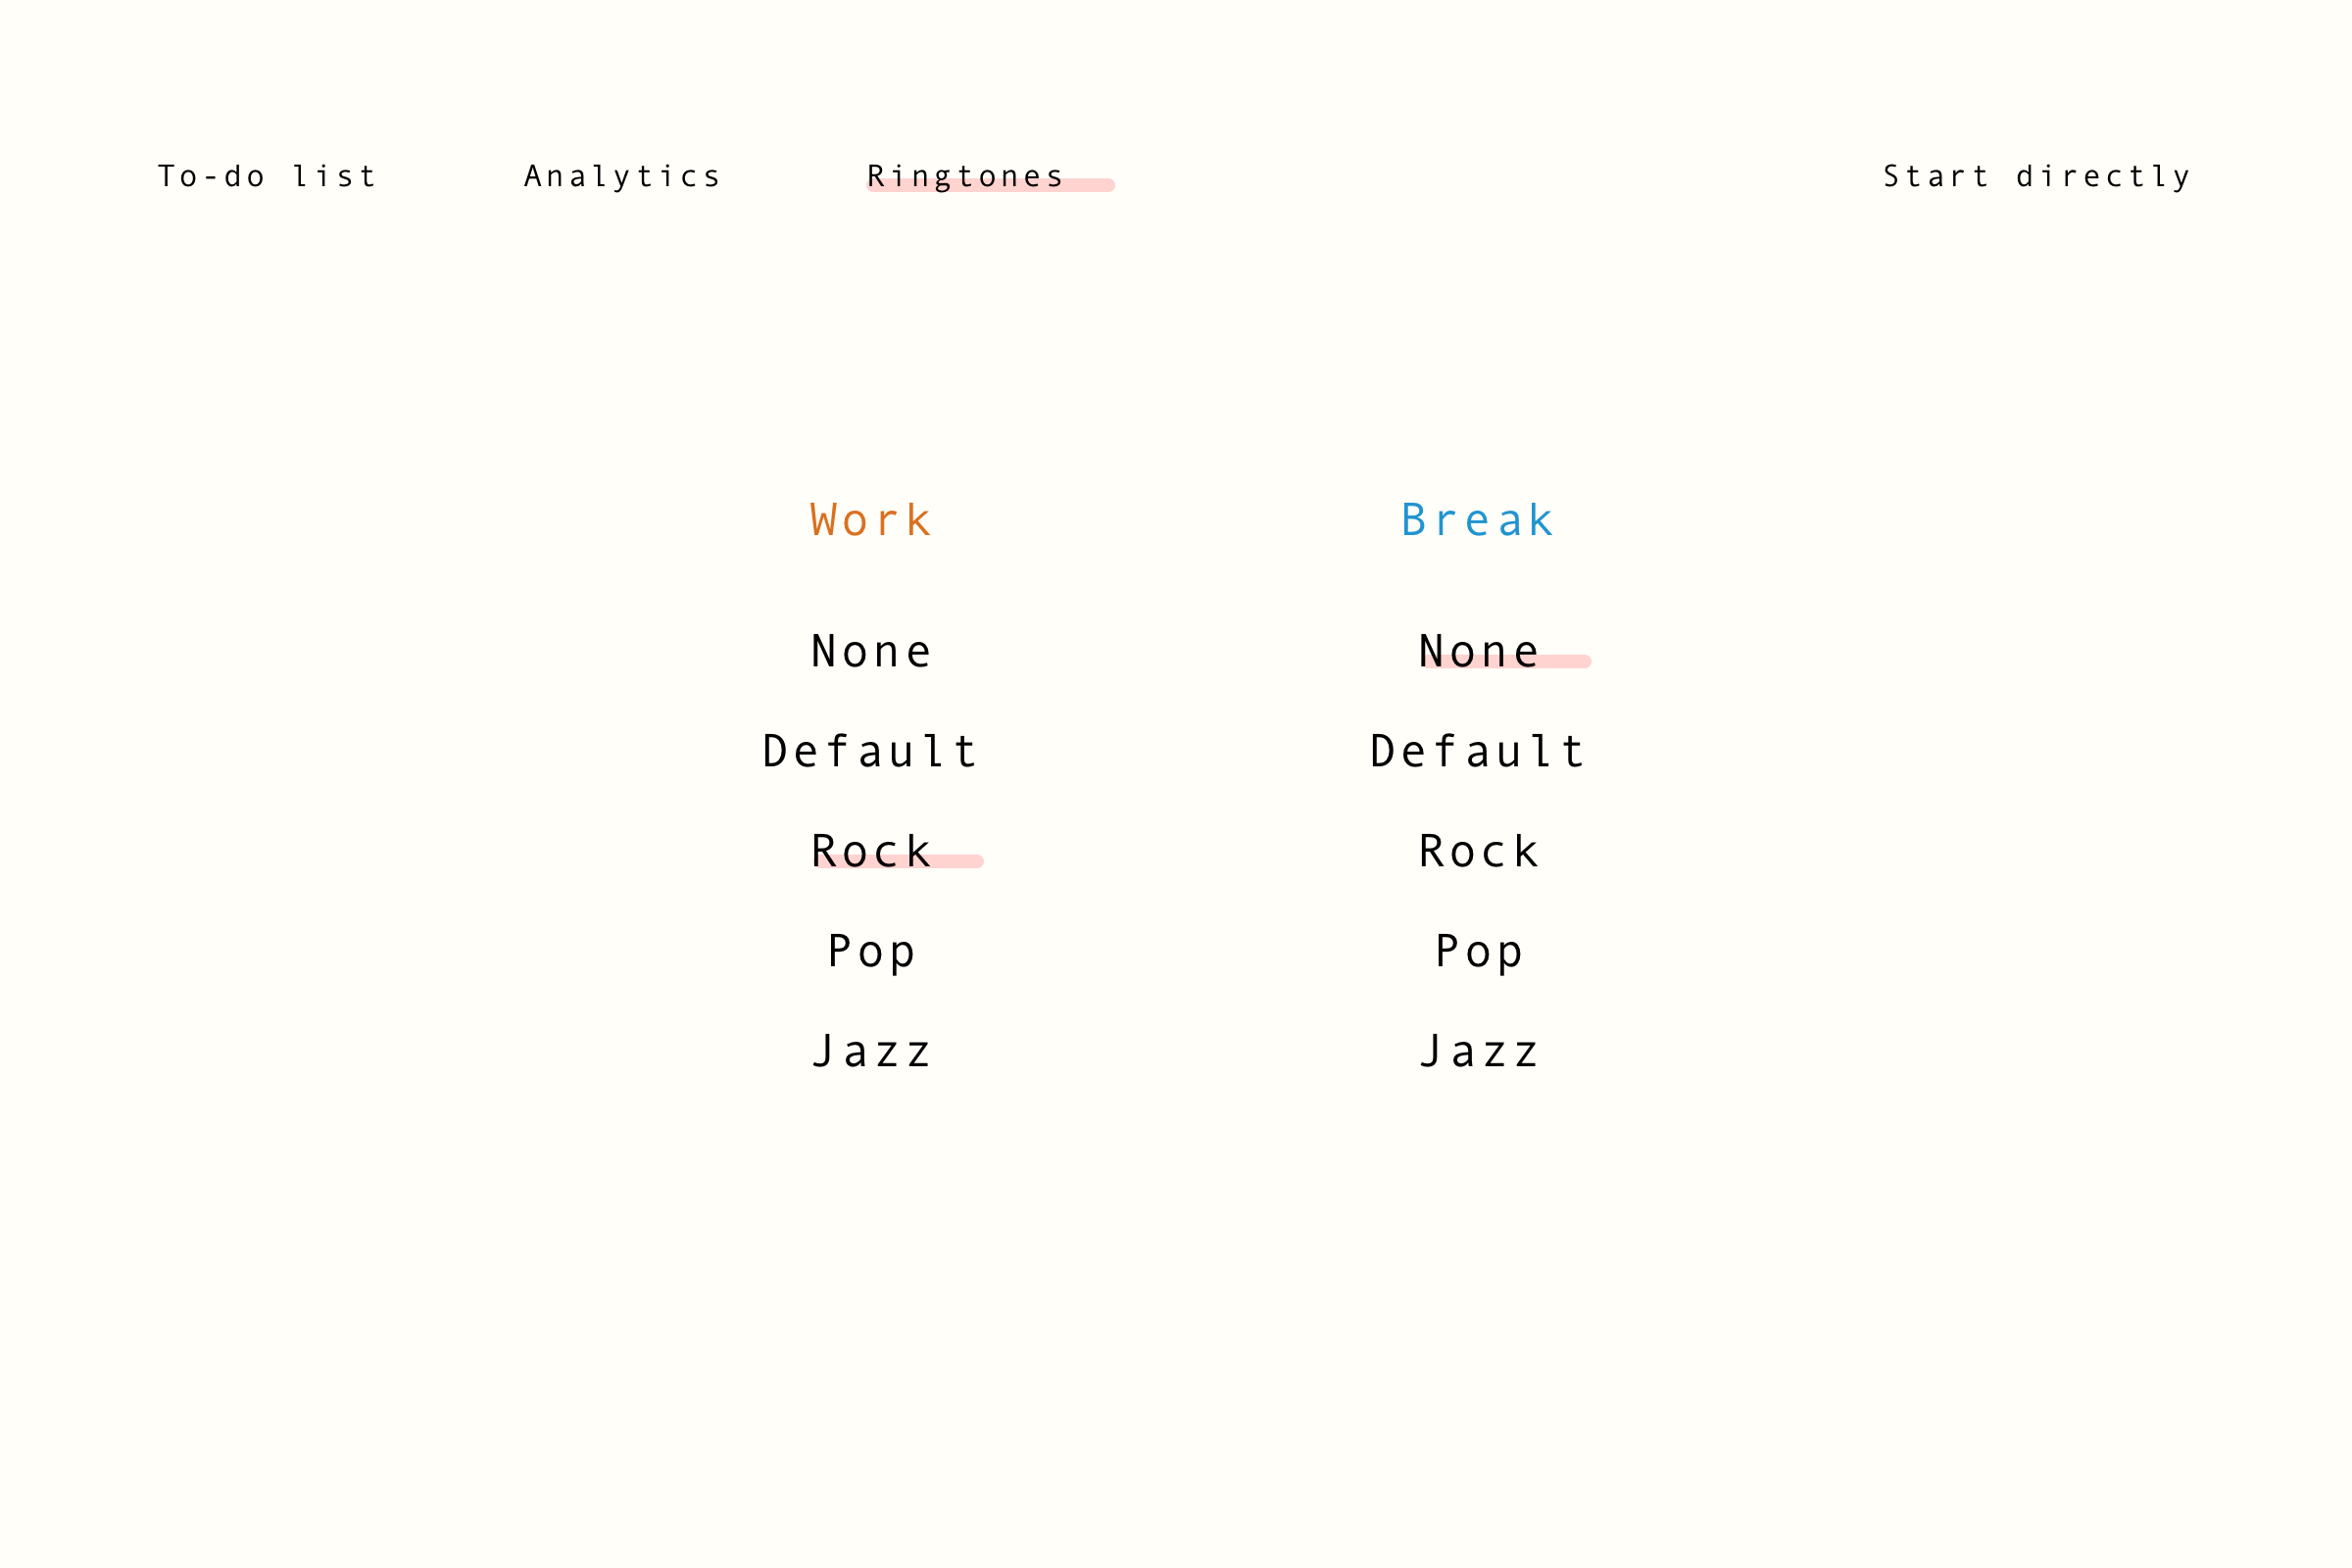 To-do list Analytics Ringtones Start directly
Work Break
None None
Default Default
Rock Rock
Pop Pop
Jazz Jazz